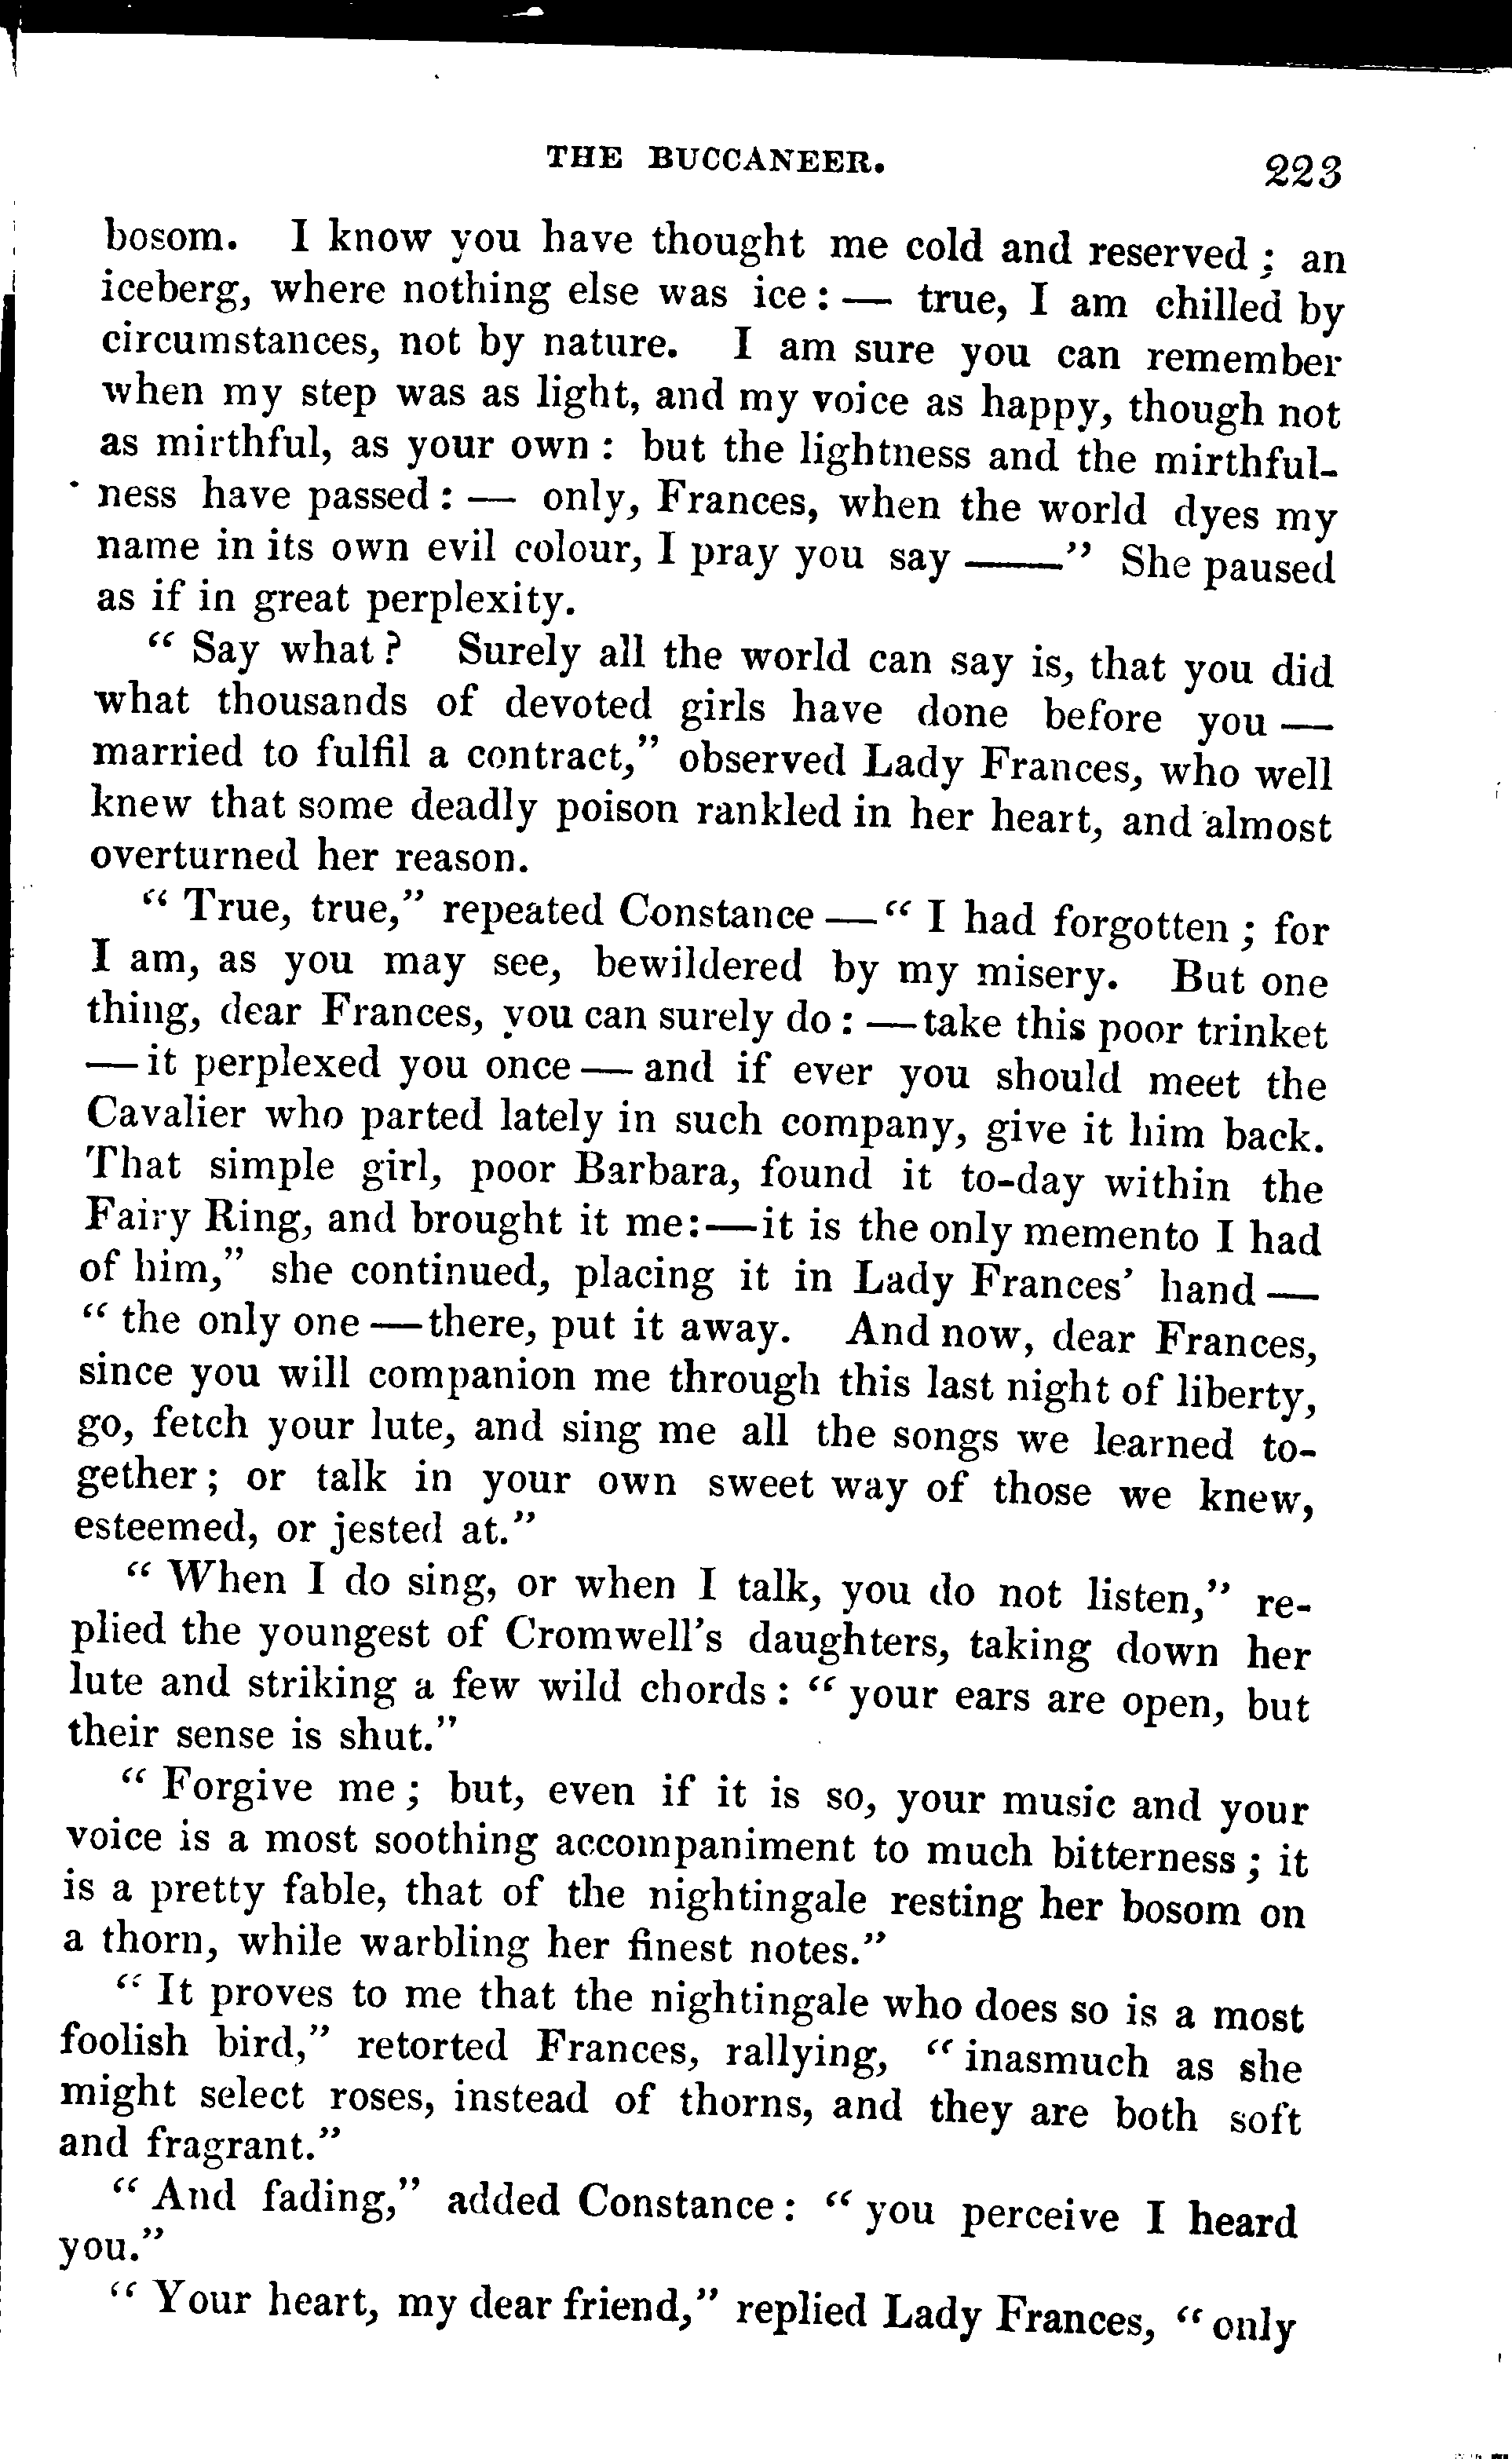 THE BUCCANEER. 223
bosom. I know you have thought me cold and reserved ; an
iceberg, where nothing else was ice : — true, I am chilled by
circumstances, not by nature. I am sure you can remember
when my step was as light, and my voice as happy, though not
as mirthful, as your own : but the lightness and the mirthful-
ness have passed : — only, Frances, when the world dyes my
name in its own evil colour, I pray you say ——" She paused
as if in great perplexity.
" Say what ? Surely all the world can say is, that you did
what thousands of devoted girls have done before you —
married to fulfil a contract," observed Lady Frances, who well
knew that some deadly poison rankled in her heart, and almost
overturned her reason.
" True, true," repeated Constance — " I had forgotten ; for
I am, as you may see, bewildered by my misery. But one
thing, dear Frances, you can surely do : — take this poor trinket
— it perplexed you once — and if ever you should meet the
Cavalier who parted lately in such company, give it him back.
That simple girl, poor Barbara, found it to-day within the
Fairy Ring, and brought it me:—it is the only memento I had
of him," she continued, placing it in Lady Frances' hand —
" the only one — there, put it away. And now, dear Frances,
since you will companion me through this last night of liberty,
go, fetch your lute, and sing me all the songs we learned to-
gether ; or talk in your own sweet way of those we knew,
esteemed, or jested at."
" When I do sing, or when I talk, you do not listen," re-
plied the youngest of Cromwell's daughters, taking down her
lute and striking a few wild chords : " your ears are open, but
their sense is shut."
" Forgive me ; but, even if it is so, your music and your
voice is a most soothing accompaniment to much bitterness ; it
is a pretty fable, that of the nightingale resting her bosom on
a thorn, while warbling her finest notes."
" It proves to me that the nightingale who does so is a most
foolish bird," retorted Frances, rallying, " inasmuch as she
might select roses, instead of thorns, and they are both soft
and fragrant."
" And fading," added Constance : " you perceive I heard
you."
" Your heart, my dear friend," replied Lady Frances, " only